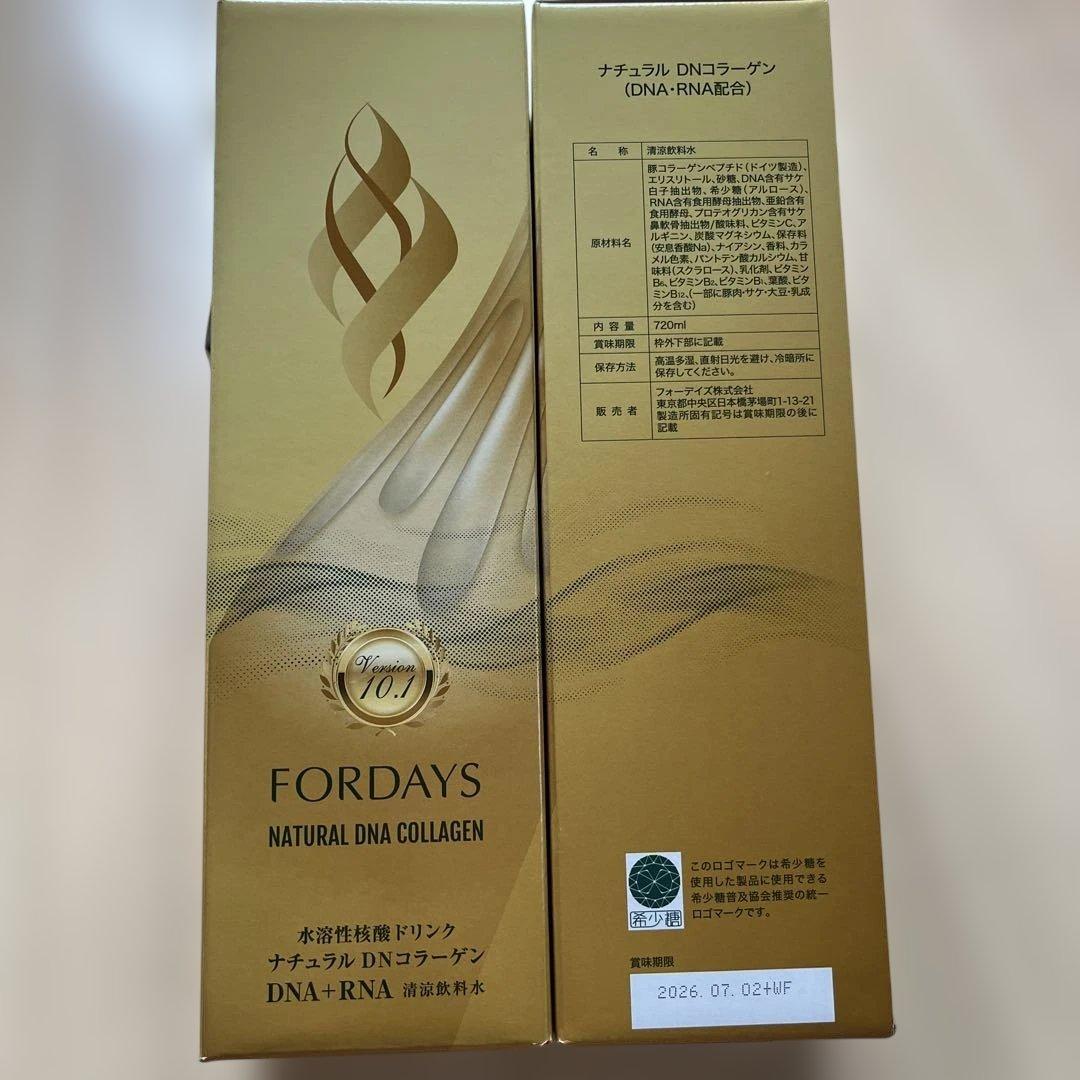 Version
10.1
FORDAYS
NATURAL DNA COLLAGEN
水溶性核酸ドリンク
ナチュラル DNコラーゲン
DNA+RNA 清涼飲料水
ナチュラル DNコラーゲン
(DNA・RNA配合)
名 称 清涼飲料水
原材料名
豚コラーゲンペプチド(ドイツ製造)、
エリスリトール、砂糖、DNA含有サケ
白子抽出物、希少糖(アルロース)、
RNA含有食用酵母抽出物、亜鉛含有
食用酵母、プロテオグリカン含有サケ
鼻軟骨抽出物/酸味料、ビタミンC、ア
ルギニン、炭酸マグネシウム、保存料
(安息香酸Na)、ナイアシン、香料、カラ
メル色素、パントテン酸カルシウム、甘
味料(スクラロース)、乳化剤、ビタミン
B6、ビタミンB2、ビタミンB1、葉酸、ビタ
ミンB12、(一部に豚肉・サケ・大豆・乳成
分を含む)
内容量 720ml
賞味期限 枠外下部に記載
保存方法
高温多湿、直射日光を避け、冷暗所に
保存してください。
販売者
フォーデイズ株式会社
東京都中央区日本橋茅場町1-13-21
製造所固有記号は賞味期限の後に
記載
希少糖
このロゴマークは希少糖を
使用した製品に使用できる
希少糖普及協会推奨の統一
ロゴマークです。
賞味期限
2026.07.02+WF